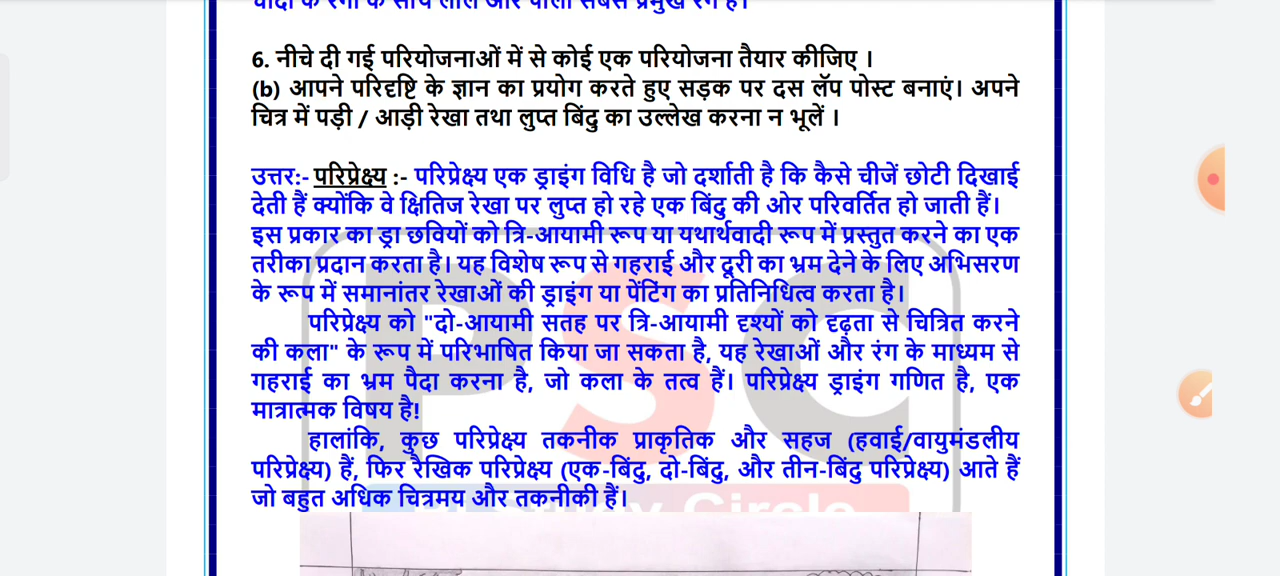 वादी के रंगों के साथ लाल और पीला सबसे प्रमुख रंग हैं।
6. नीचे दी गई परियोजनाओं में से कोई एक परियोजना तैयार कीजिए ।
(b) आपने परिदृष्टि के ज्ञान का प्रयोग करते हुए सड़क पर दस लॅप पोस्ट बनाएं। अपने
चित्र में पड़ी / आड़ी रेखा तथा लुप्त बिंदु का उल्लेख करना न भूलें ।
उत्तर:- परिप्रेक्ष्य :- परिप्रेक्ष्य एक ड्राइंग विधि है जो दर्शाती है कि कैसे चीजें छोटी दिखाई
देती हैं क्योंकि वे क्षितिज रेखा पर लुप्त हो रहे एक बिंदु की ओर परिवर्तित हो जाती हैं।
इस प्रकार का ड्रा छवियों को त्रि-आयामी रूप या यथार्थवादी रूप में प्रस्तुत करने का एक
तरीका प्रदान करता है। यह विशेष रूप से गहराई और दूरी का भ्रम देने के लिए अभिसरण
के रूप में समानांतर रेखाओं की ड्राइंग या पेंटिंग का प्रतिनिधित्व करता है।
परिप्रेक्ष्य को "दो-आयामी सतह पर त्रि-आयामी दृश्यों को दृढ़ता से चित्रित करने
की कला" के रूप में परिभाषित किया जा सकता है, यह रेखाओं और रंग के माध्यम से
गहराई का भ्रम पैदा करना है, जो कला के तत्व हैं। परिप्रेक्ष्य ड्राइंग गणित है, एक
मात्रात्मक विषय है!
हालांकि, कुछ परिप्रेक्ष्य तकनीक प्राकृतिक और सहज (हवाई/वायुमंडलीय
परिप्रेक्ष्य) हैं, फिर रैखिक परिप्रेक्ष्य (एक-बिंदु, दो-बिंदु, और तीन-बिंदु परिप्रेक्ष्य) आते हैं
जो बहुत अधिक चित्रमय और तकनीकी हैं।
PSC